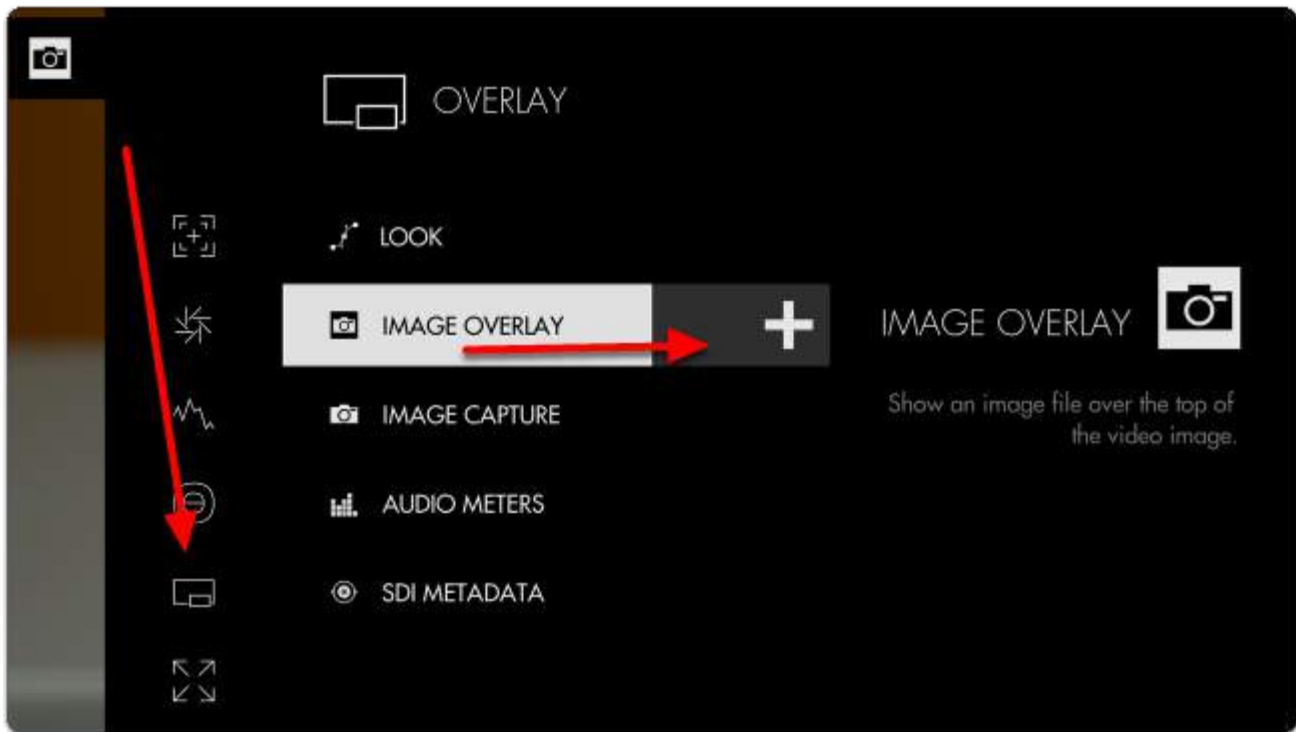 OVERLAY
LOOK
IMAGE OVERLAY
IMAGE CAPTURE
AUDIO METERS
SDI METADATA
IMAGE OVERLAY
Show an image file over the top of
the video image.